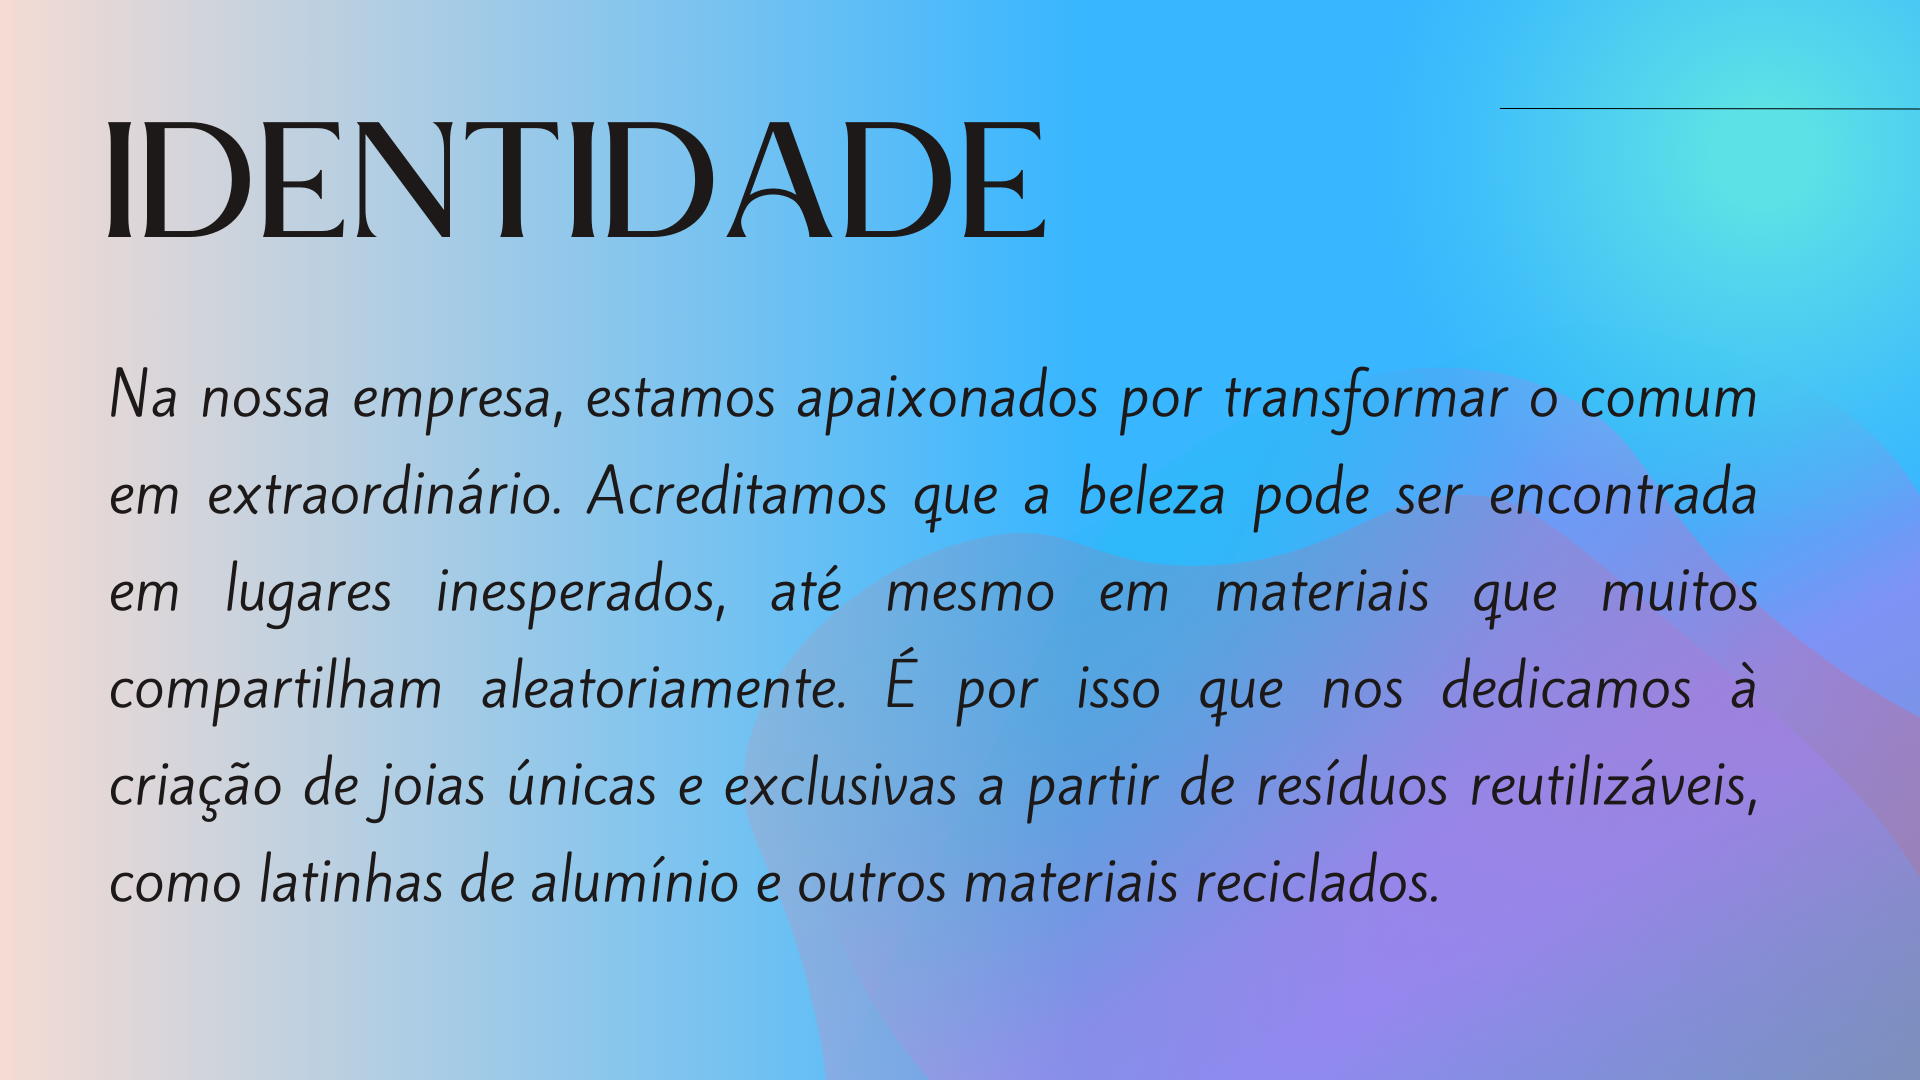 IDENTIDADE
Na nossa empresa, estamos apaixonados por transformar o comum
em extraordinário. Acreditamos que a beleza pode ser encontrada
em lugares inesperados, até mesmo em materiais que muitos
compartilham aleatoriamente. É por isso que nos dedicamos à
criação de joias únicas e exclusivas a partir de resíduos reutilizáveis,
como latinhas de alumínio e outros materiais reciclados.